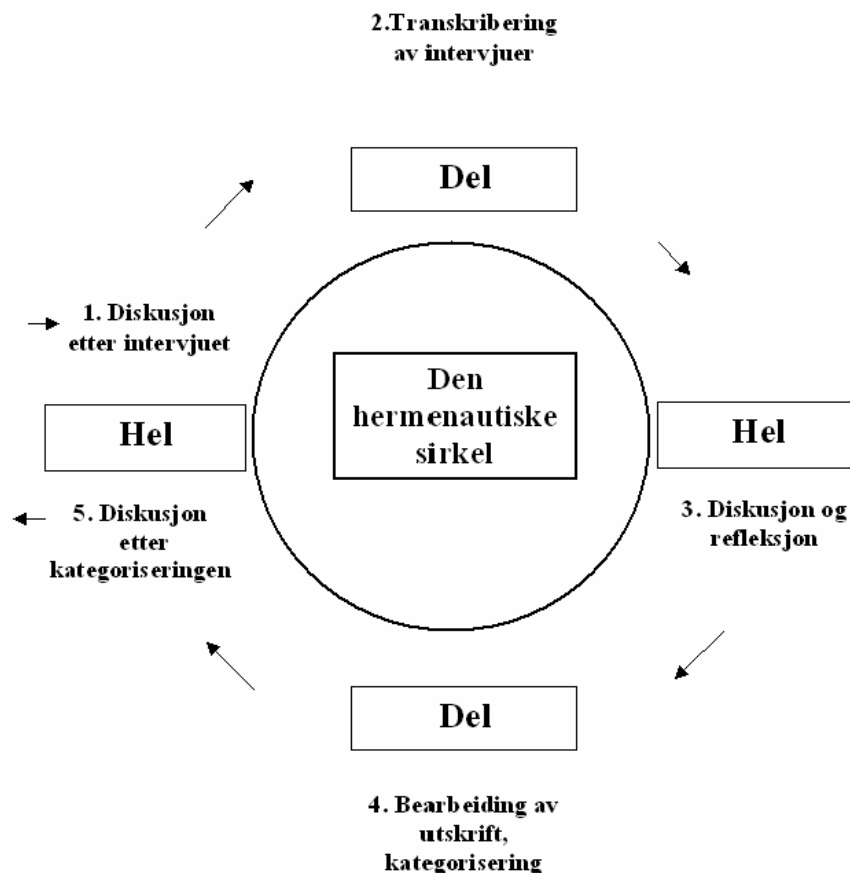 2.Transkribering
av intervjuer
Del
1. Diskusjon
etter intervjuet
Den
hermenautiske
sirkel
Hel
Hel
5. Diskusjon
etter
kategoriseringen
3. Diskusjon og
refleksjon
Del
4. Bearbeiding av
utskrift,
kategorisering